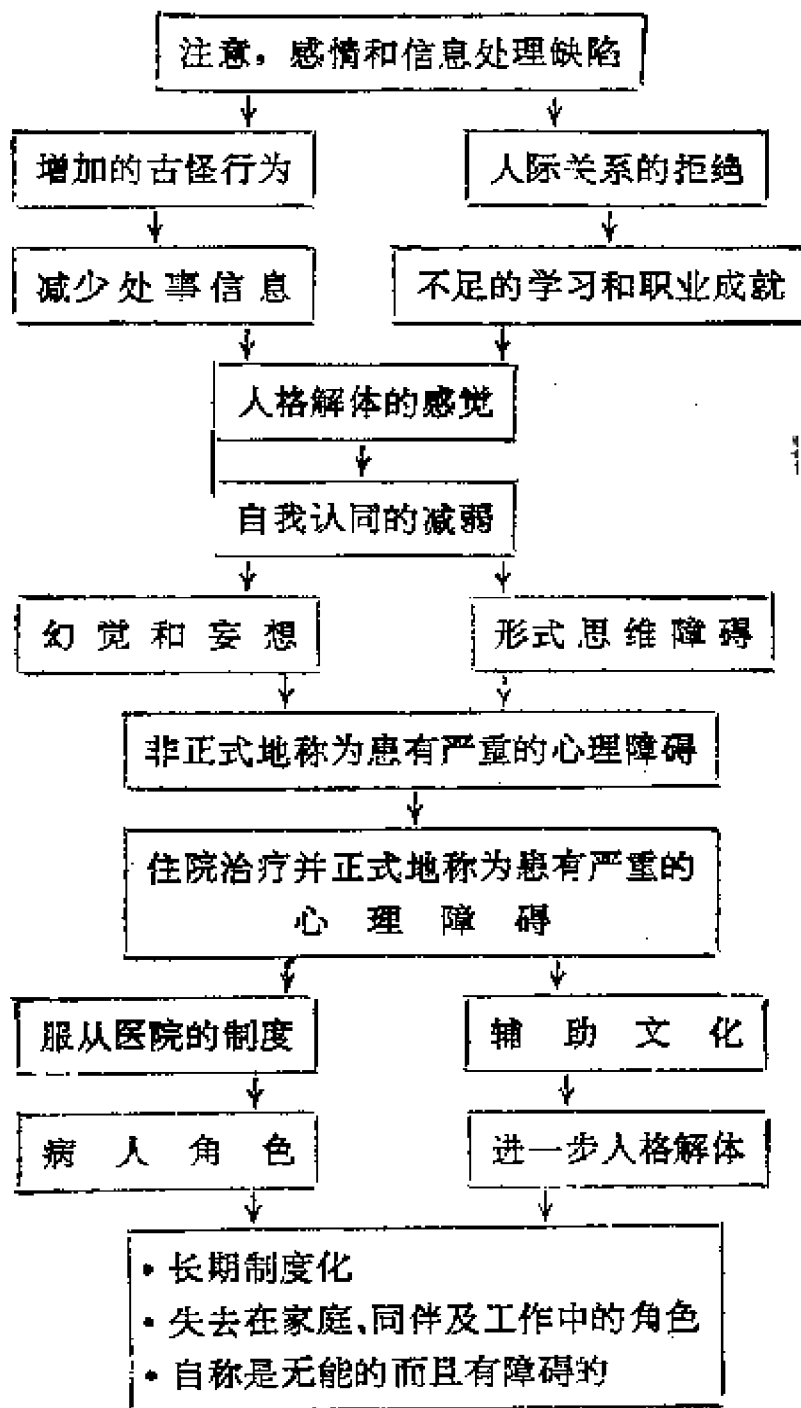 注意，感情和信息处理缺陷
增加的古怪行为
人际关系的拒绝
减少处事信息
不足的学习和职业成就
人格解体的感觉
自我认同的减弱
幻觉和妄想
形式思维障碍
非正式地称为患有严重的心理障碍
住院治疗并正式地称为患有严重的
心理障碍
服从医院的制度
辅助文化
病人角色
进一步人格解体
• 长期制度化
• 失去在家庭、同伴及工作中的角色
• 自称是无能的而且有障碍的